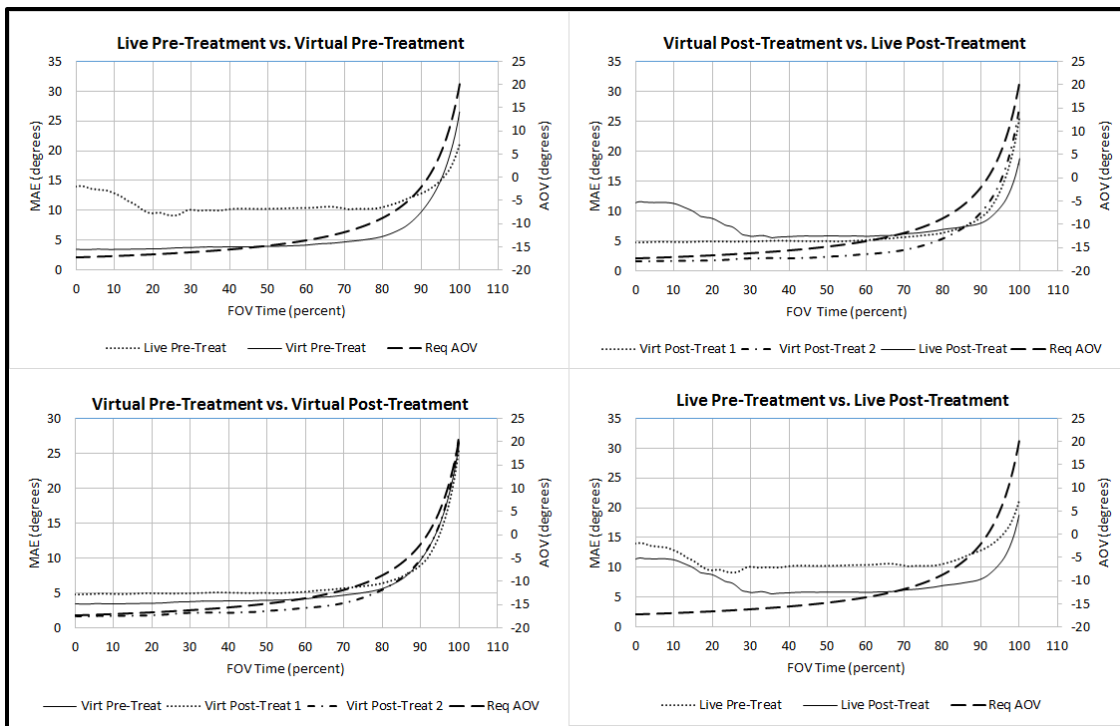 Live Pre-Treatment vs. Virtual Pre-Treatment
35 30 25 20 15 10 5 0
MAE (degrees)
25 20 15 10 5 0 -5 -10 -15 -20
AOV (degrees)
0 10 20 30 40 50 60 70 80 90 100 110
FOV Time (percent)
Live Pre-Treat Virt Pre-Treat Req AOV
Virtual Post-Treatment vs. Live Post-Treatment
35 30 25 20 15 10 5 0
MAE (degrees)
25 20 15 10 5 0 -5 -10 -15 -20
AOV (degrees)
0 10 20 30 40 50 60 70 80 90 100 110
FOV Time (percent)
Virt Post-Treat 1 Virt Post-Treat 2 Live Post-Treat Req AOV
Virtual Pre-Treatment vs. Virtual Post-Treatment
30 25 20 15 10 5 0
MAE (degrees)
25 20 15 10 5 0 -5 -10 -15 -20
AOV (degrees)
0 10 20 30 40 50 60 70 80 90 100 110
FOV Time (percent)
Virt Pre-Treat Virt Post-Treat 1 Virt Post-Treat 2 Req AOV
Live Pre-Treatment vs. Live Post-Treatment
35 30 25 20 15 10 5 0
MAE (degrees)
25 20 15 10 5 0 -5 -10 -15 -20
AOV (degrees)
0 10 20 30 40 50 60 70 80 90 100 110
FOV Time (percent)
Live Pre-Treat Live Post-Treat Req AOV